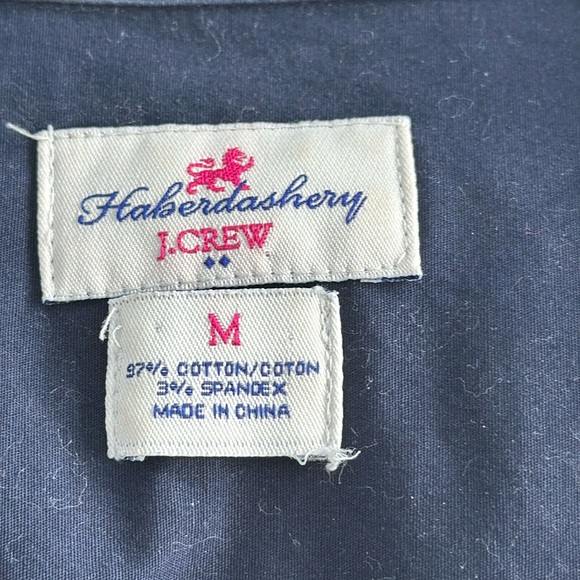 Haberdashery
J.CREW
M
97% COTTON/COTON
3% SPANDEX
MADE IN CHINA